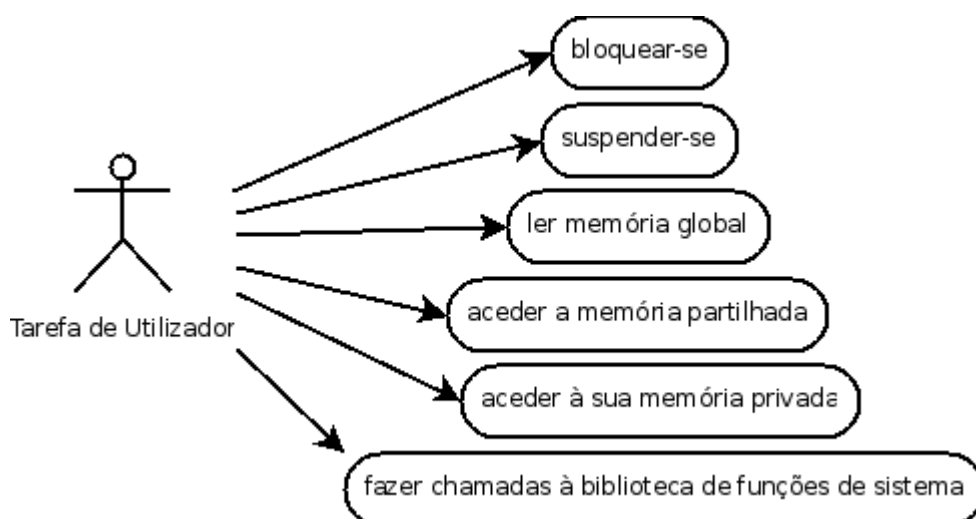 bloquear-se
suspender-se
ler memória global
aceder a memória partilhada
Tarefa de Utilizador
aceder à sua memória privada
fazer chamadas à biblioteca de funções de sistema